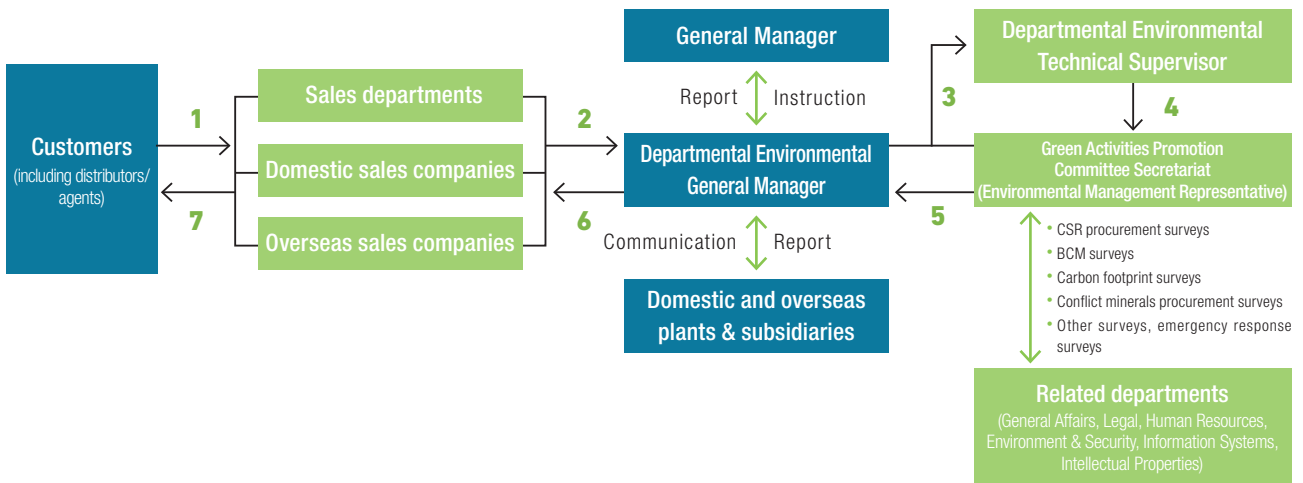 Customers
(including distributors/
agents)
1
7
Sales departments
Domestic sales companies
Overseas sales companies
2
6
General Manager
Report
Instruction
Departmental Environmental
General Manager
Communication
Report
Domestic and overseas
plants & subsidiaries
3
5
Departmental Environmental
Technical Supervisor
4
Green Activities Promotion
Committee Secretariat
(Environmental Management Representative)
• CSR procurement surveys
• BCM surveys
• Carbon footprint surveys
• Conflict minerals procurement surveys
• Other surveys, emergency response
surveys
Related departments
(General Affairs, Legal, Human Resources,
Environment & Security, Information Systems,
Intellectual Properties)